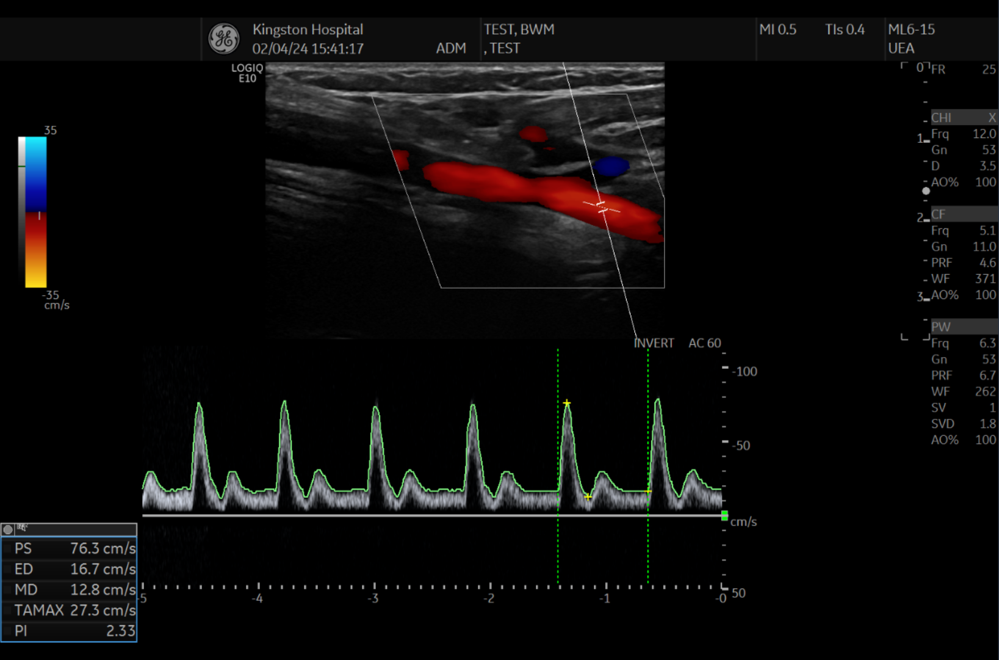 Kingston Hospital
02/04/24 15:41:17
ADM
TEST, BWM
, TEST
MI 0.5
TIs 0.4
ML6-15
UEA
LOGIQ
E10
35
-35
cm/s
0
1
2
3
FR 25
CHI X
Frq 12.0
Gn 53
D 3.5
AO% 100
CF
Frq 5.1
Gn 11.0
PRF 4.6
WF 371
AO% 100
PW
Frq 6.3
Gn 53
PRF 6.7
WF 262
SV 1
SVD 1.8
AO% 100
INVERT AC 60
-100
-50
cm/s
50
-5 -4 -3 -2 -1 -0
PS 76.3 cm/s
ED 16.7 cm/s
MD 12.8 cm/s
TAMAX 27.3 cm/s
PI 2.33